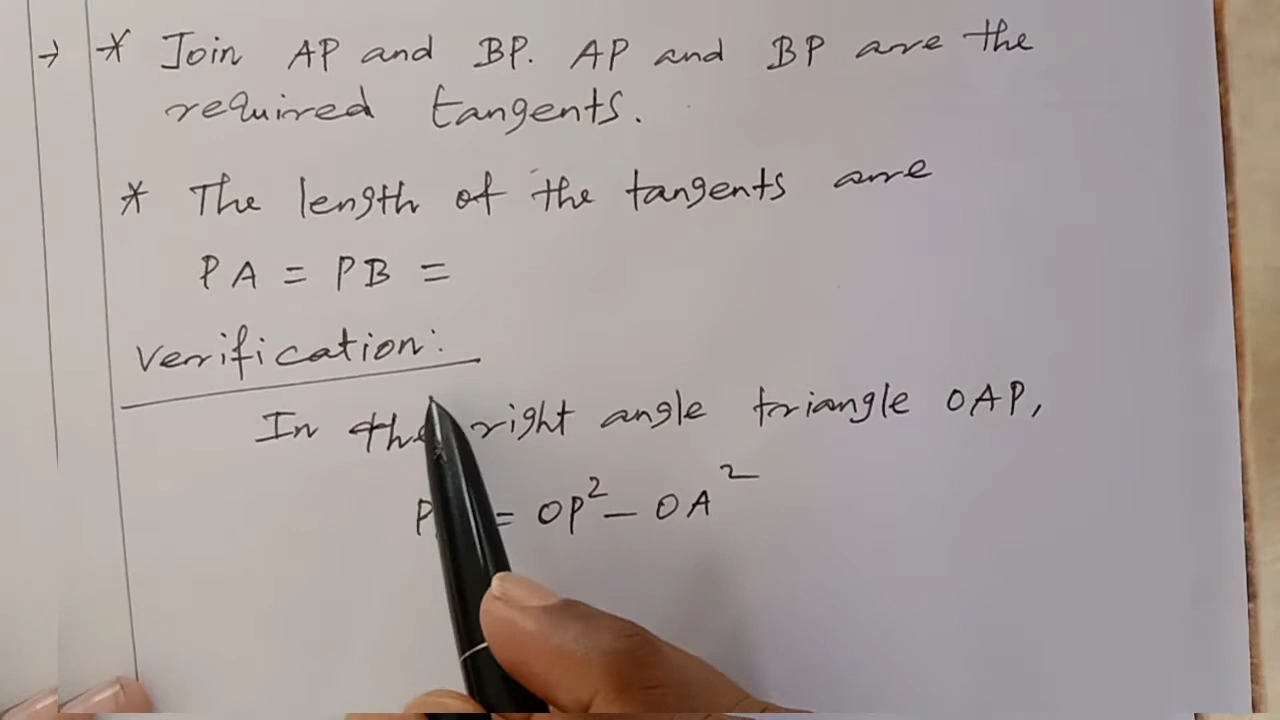 → * Join AP and BP. AP and BP are the
required tangents.
* The length of the tangents are
PA = PB =
Verification:
In the right angle triangle OAP,
P = OP² - OA²